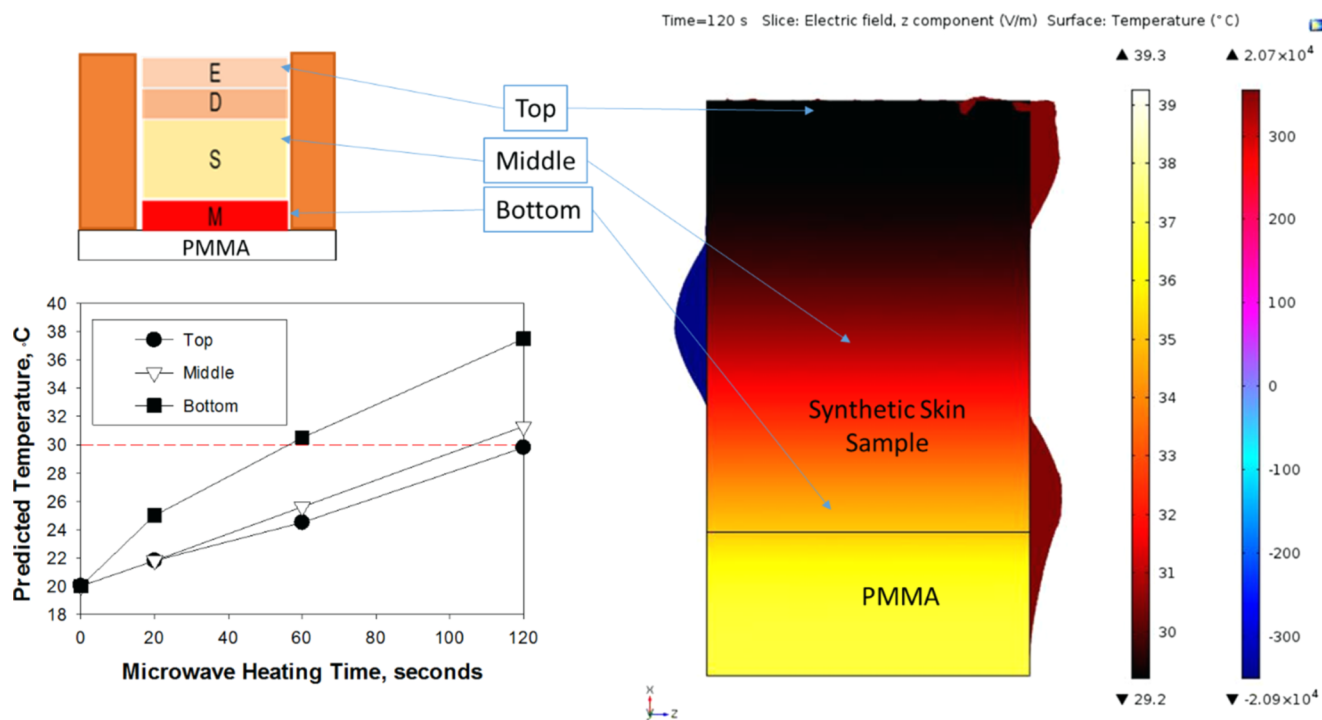 Time=120 s Slice: Electric field, z component (V/m) Surface: Temperature (°C)
E
D
S
M
PMMA
Top
Middle
Bottom
▲ 39.3
39
38
37
36
35
34
33
32
31
30
▼ 29.2
▲ 2.07×10⁴
300
200
100
0
-100
-200
-300
▼ -2.09×10⁴
Synthetic Skin
Sample
PMMA
x
y
z
Predicted Temperature, °C
40
38
36
34
32
30
28
26
24
22
20
18
Top
Middle
Bottom
0 20 40 60 80 100 120
Microwave Heating Time, seconds